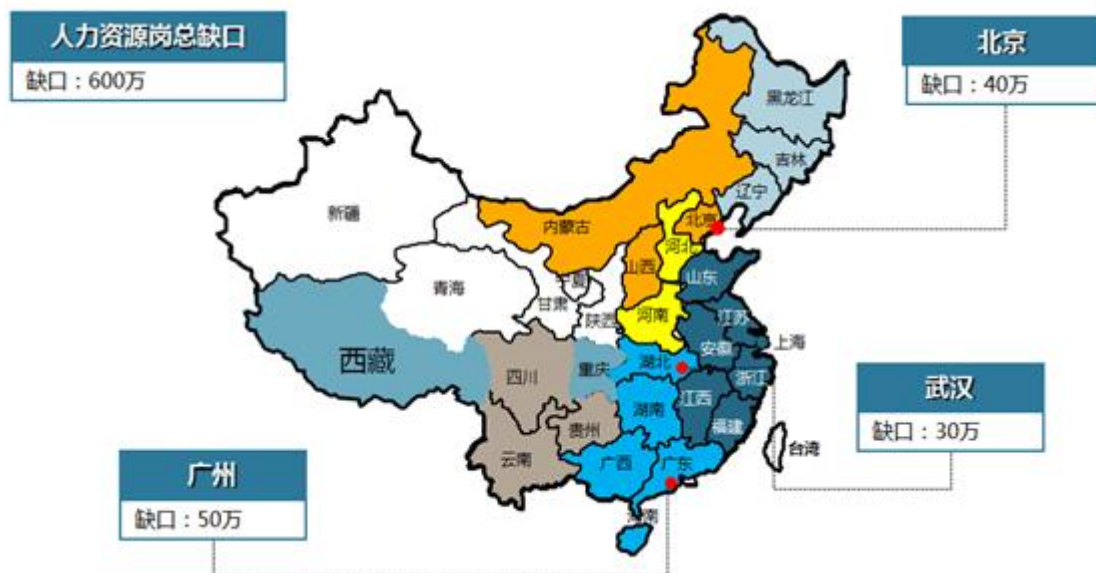 人力资源岗总缺口
缺口：600万
北京
缺口：40万
黑龙江
吉林
辽宁
新疆
内蒙古
北京
河北
山西
山东
宁夏
青海
甘肃
陕西
河南
江苏
上海
安徽
西藏
四川
重庆
湖北
浙江
武汉
缺口：30万
江西
湖南
贵州
福建
云南
广西
广东
台湾
广州
缺口：50万
海南